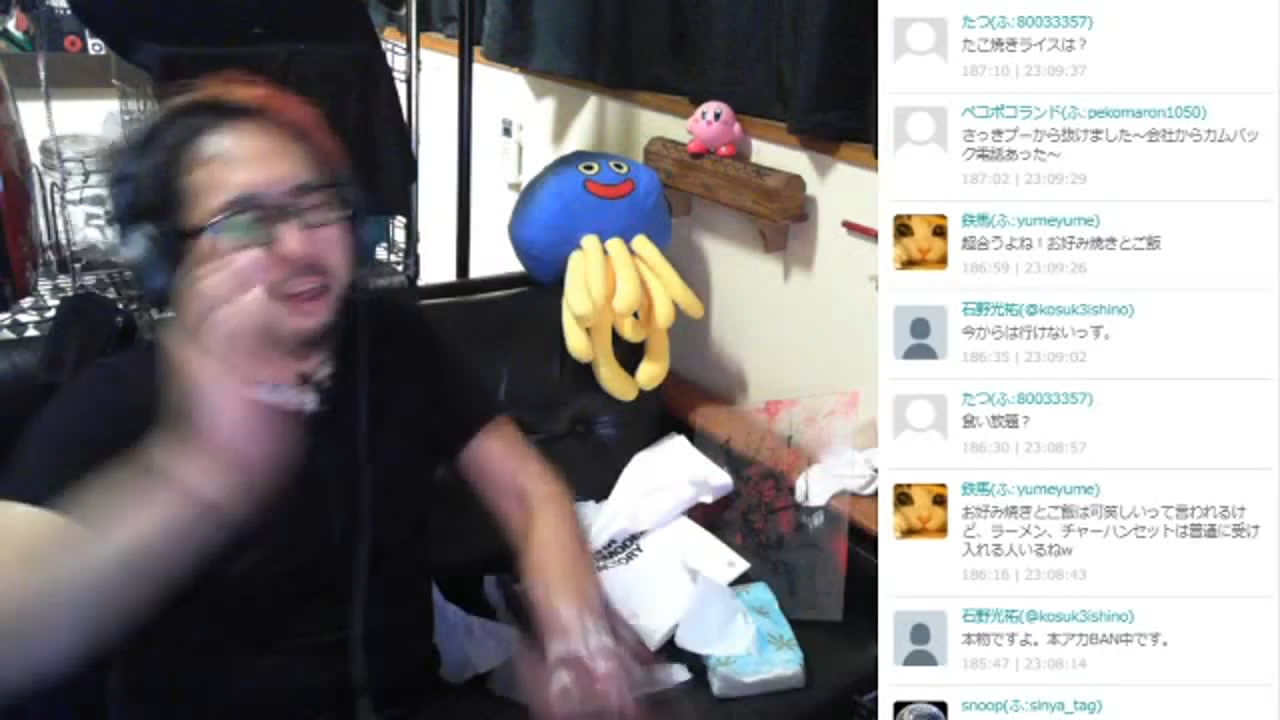 たつ(ふ:80033357)
たこ焼きライスは？
187:10 | 23:09:37
ペコポコランド(ふ:pekomaron1050)
さっきプーから抜けました〜会社からカムバッ
ク電話あった〜
187:02 | 23:09:29
鉄馬(ふ:yumeyume)
超合うよね！お好み焼きとご飯
186:59 | 23:09:26
石野光祐(@kosuk3ishino)
今からは行けないっす。
186:35 | 23:09:02
たつ(ふ:80033357)
食い放題？
186:30 | 23:08:57
鉄馬(ふ:yumeyume)
お好み焼きとご飯は可笑しいって言われるけ
ど、ラーメン、チャーハンセットは普通に受け
入れる人いるねw
186:16 | 23:08:43
石野光祐(@kosuk3ishino)
本物ですよ。本アカBAN中です。
185:47 | 23:08:14
snoop(ふ:sinya_tag)